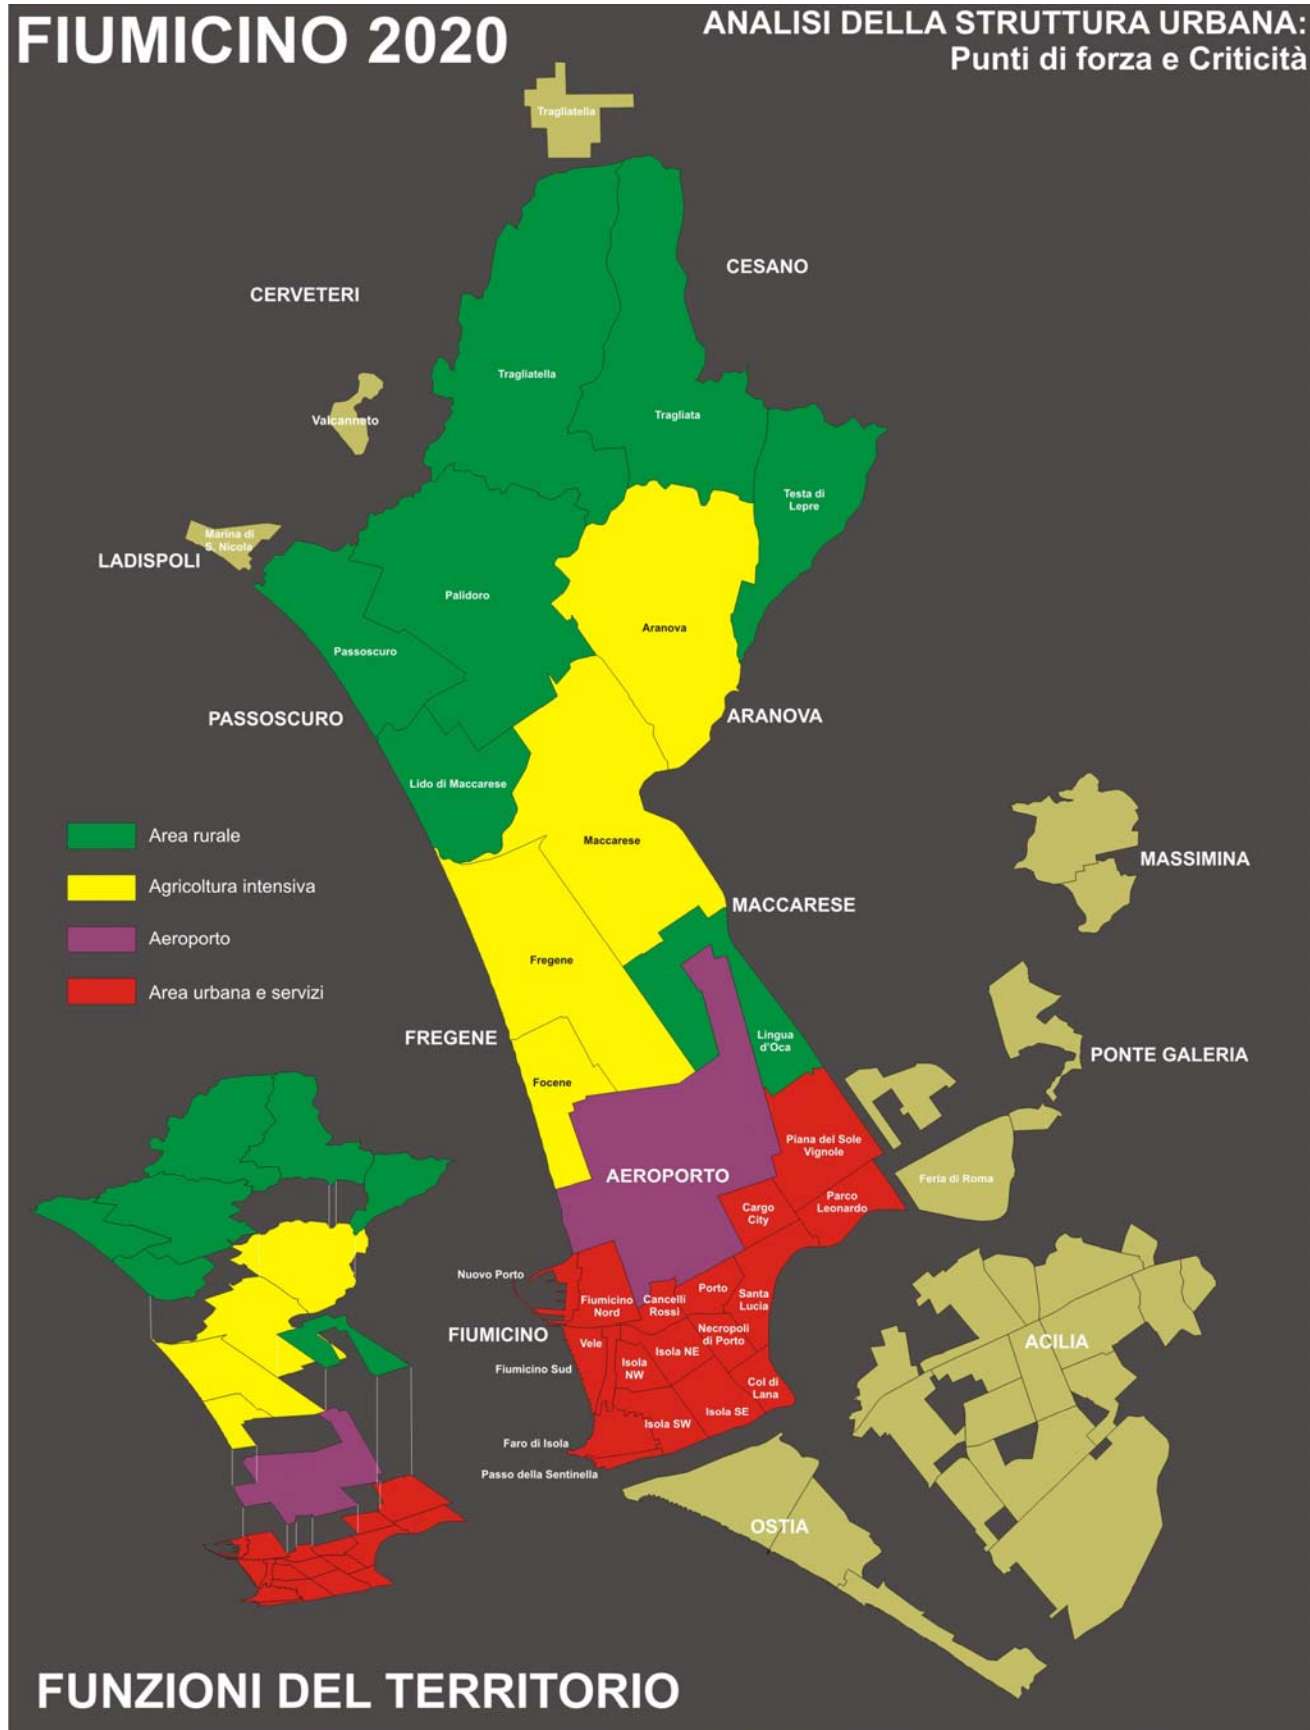 FIUMICINO 2020
ANALISI DELLA STRUTTURA URBANA:
Punti di forza e Criticità
Tragliatella
CESANO
CERVETERI
Tragliatella
Tragliata
Valcanneto
Testa di
Lepre
Marina di
S. Nicola
LADISPOLI
Palidoro
Aranova
Passoscuro
PASSOSCURO
ARANOVA
Lido di Maccarese
Area rurale
Maccarese
MASSIMINA
Agricoltura intensiva
MACCARESE
Aeroporto
Fregene
Area urbana e servizi
FREGENE
Lingua
d'Oca
PONTE GALERIA
Focene
Piana del Sole
Vignole
AEROPORTO
Feria di Roma
Parco
Leonardo
Cargo
City
Nuovo Porto
Fiumicino
Nord
Cancelli
Rossi
Porto
Santa
Lucia
FIUMICINO
Necropoli
di Porto
Vele
Isola NE
ACILIA
Fiumicino Sud
Isola
NW
Col di
Lana
Isola SW
Isola SE
Faro di Isola
Passo della Sentinella
OSTIA
FUNZIONI DEL TERRITORIO